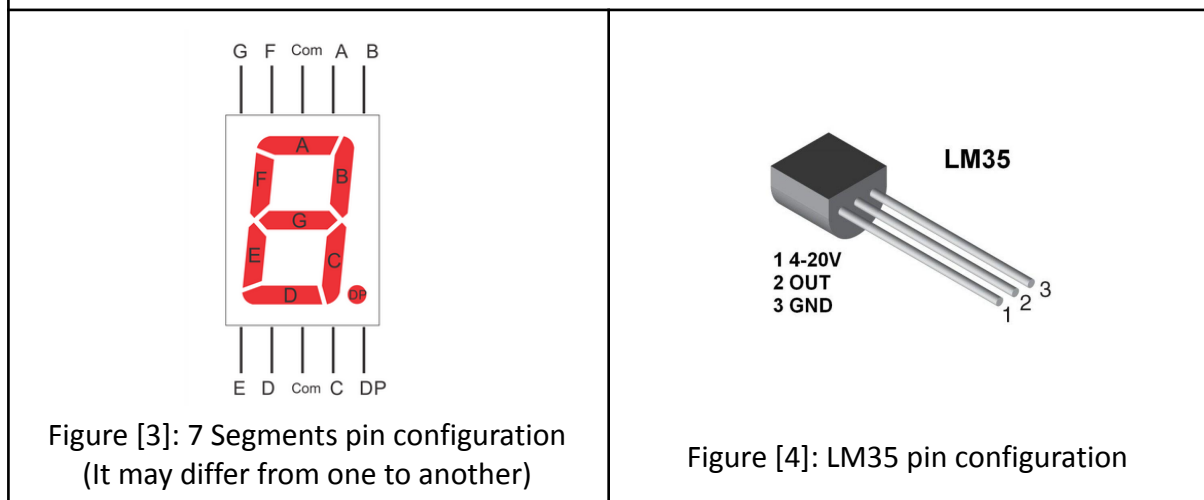 G F Com A B
A
F
B
G
E
C
D
DP
E D Com C DP
Figure [3]: 7 Segments pin configuration
(It may differ from one to another)
LM35
1 4-20V
2 OUT
3 GND
1 2 3
Figure [4]: LM35 pin configuration